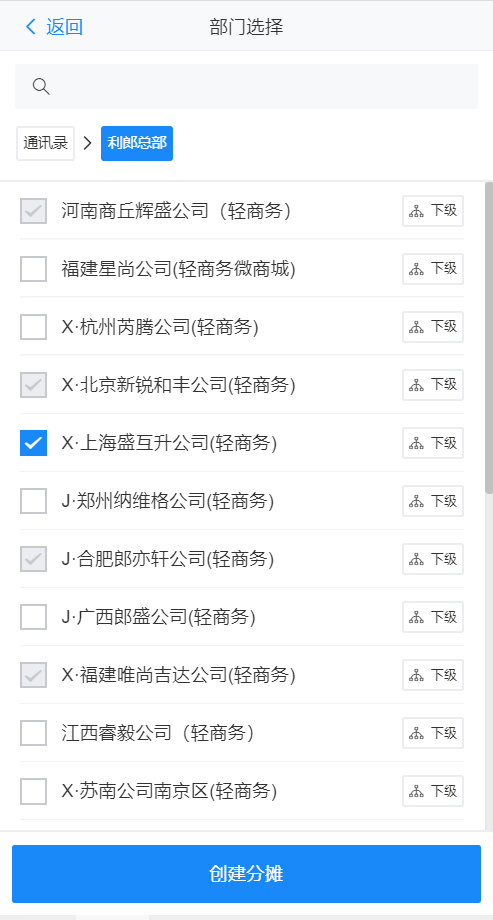 返回 部门选择
通讯录 利郎总部
河南商丘辉盛公司（轻商务） 下级
福建星尚公司(轻商务微商城) 下级
X·杭州芮腾公司(轻商务) 下级
X·北京新锐和丰公司(轻商务) 下级
X·上海盛互升公司(轻商务) 下级
J·郑州纳维格公司(轻商务) 下级
J·合肥郎亦轩公司(轻商务) 下级
J·广西郎盛公司(轻商务) 下级
X·福建唯尚吉达公司(轻商务) 下级
江西睿毅公司（轻商务） 下级
X·苏南公司南京区(轻商务) 下级
创建分摊